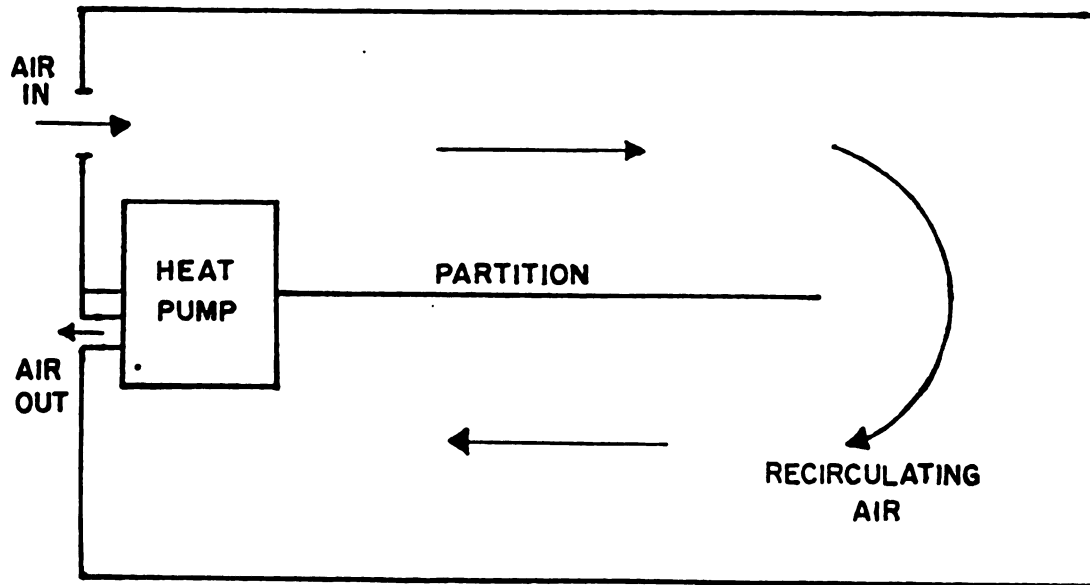 AIR
IN
HEAT
PUMP
PARTITION
AIR
OUT
RECIRCULATING
AIR